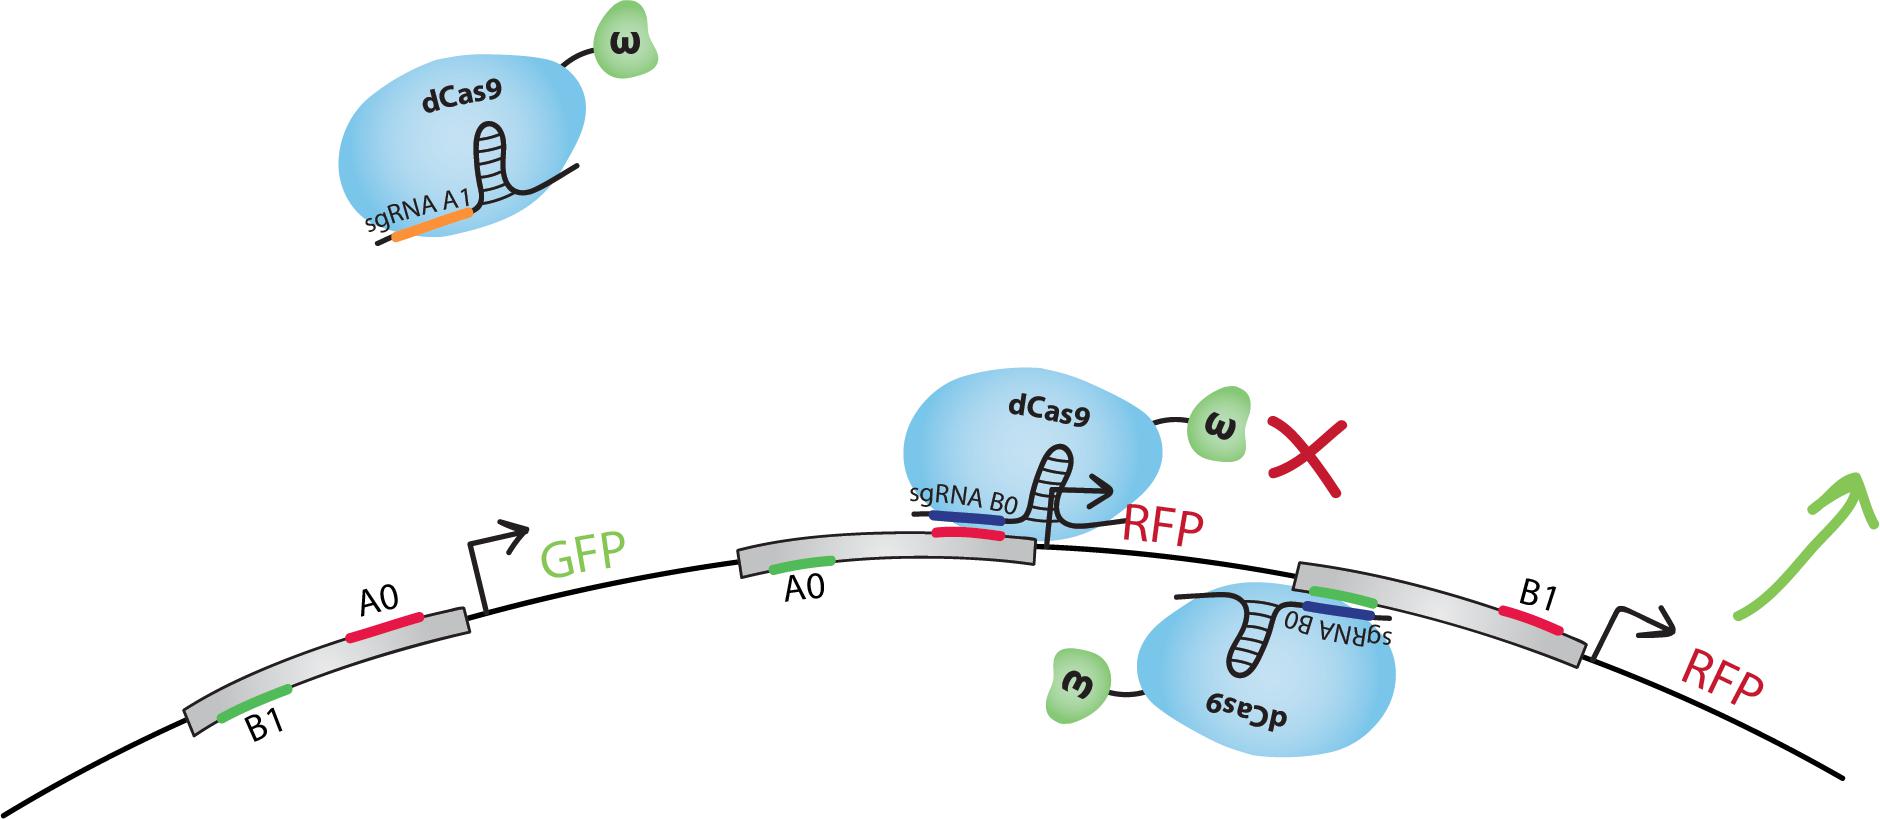 ω
dCas9
sgRNA A1
dCas9
ω
sgRNA B0
RFP
GFP
A0
A0
B1
B1
sgRNA B0
RFP
ω
dCas9